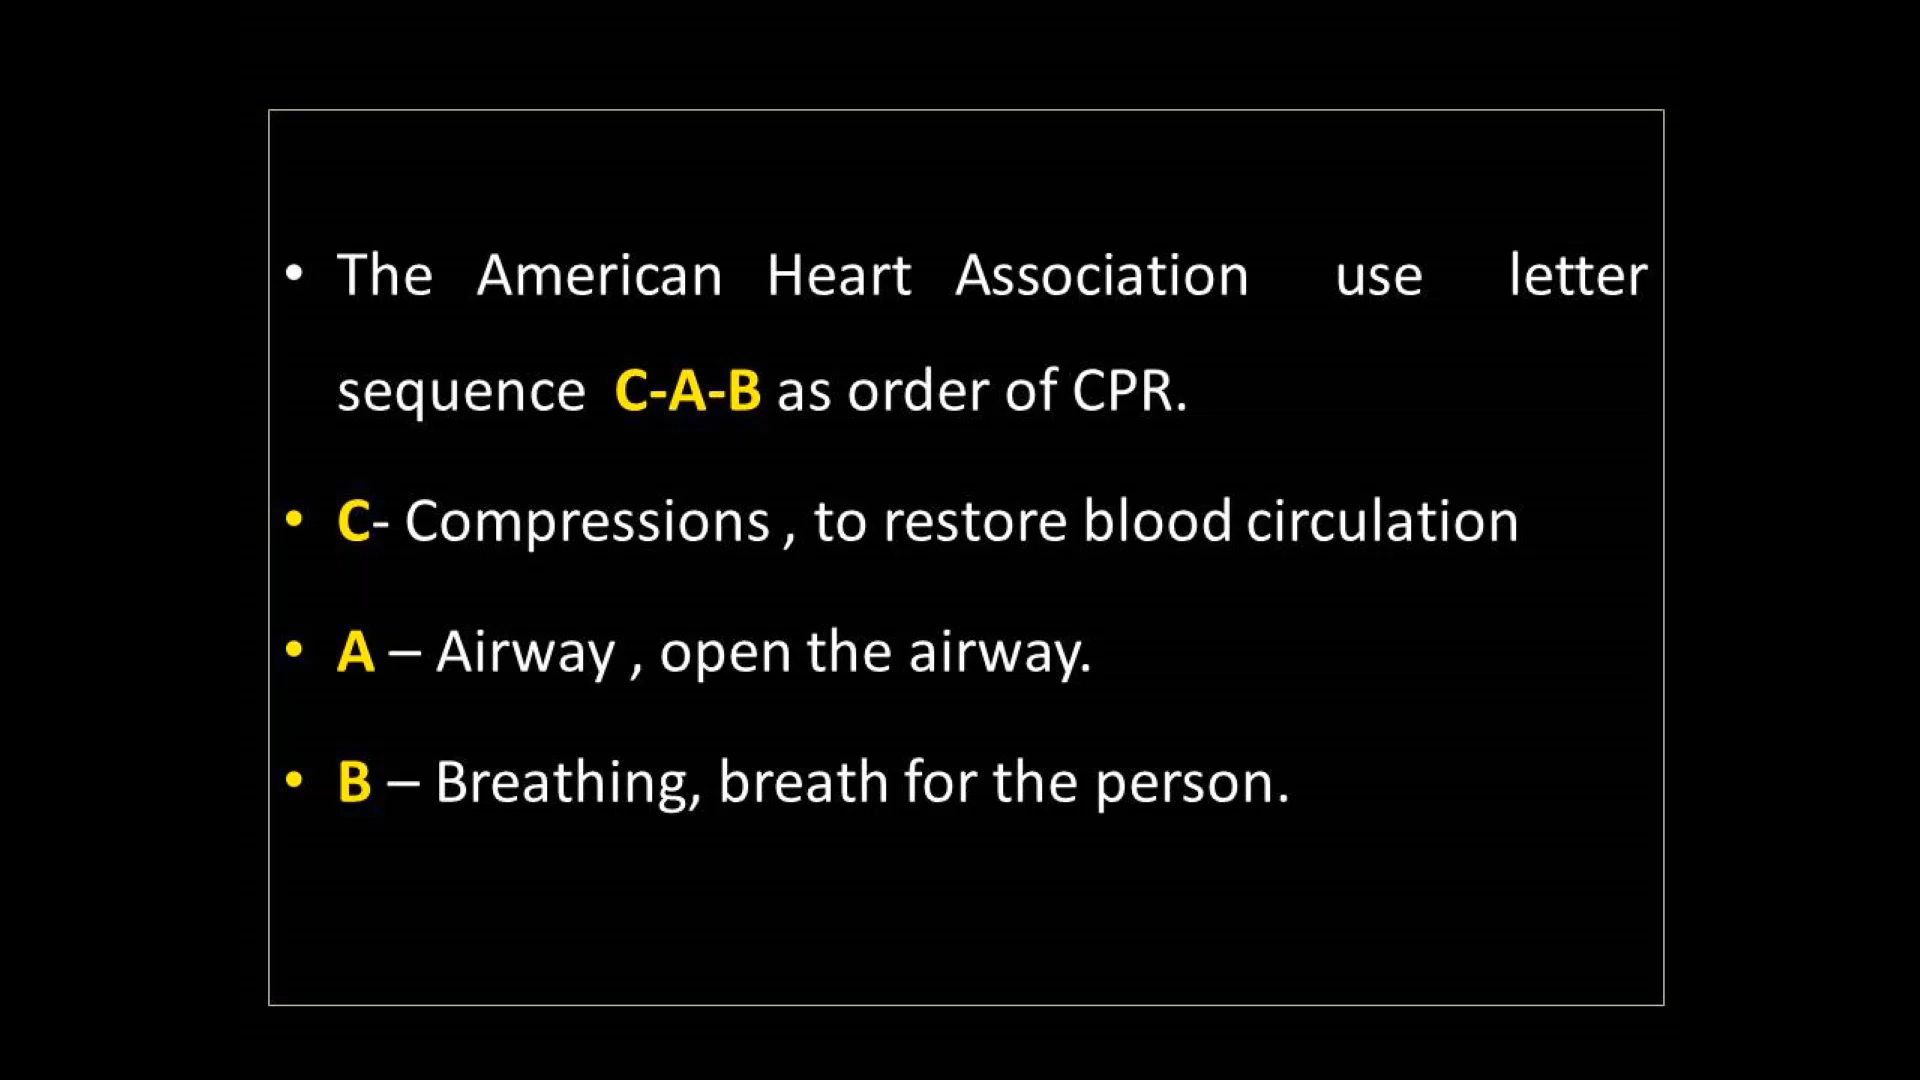 • The American Heart Association use letter
sequence C-A-B as order of CPR.
• C- Compressions , to restore blood circulation
• A – Airway , open the airway.
• B – Breathing, breath for the person.